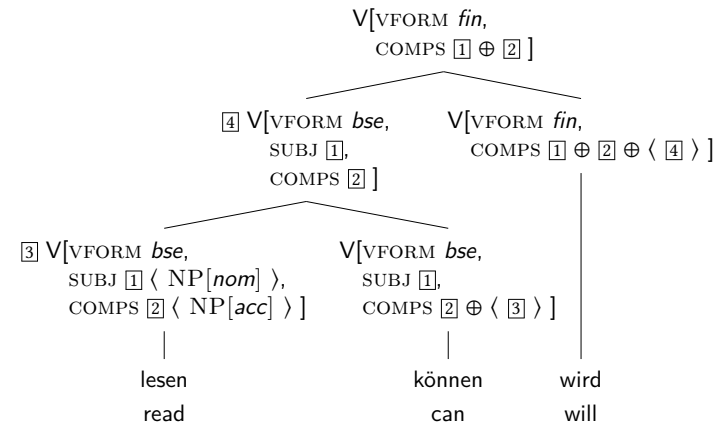 V[VFORM fin,
COMPS 1 ⊕ 2 ]
4 V[VFORM bse,
SUBJ 1,
COMPS 2 ]
V[VFORM fin,
COMPS 1 ⊕ 2 ⊕ ⟨ 4 ⟩ ]
3 V[VFORM bse,
SUBJ 1 ⟨ NP[nom] ⟩,
COMPS 2 ⟨ NP[acc] ⟩ ]
V[VFORM bse,
SUBJ 1,
COMPS 2 ⊕ ⟨ 3 ⟩ ]
lesen können wird
read can will